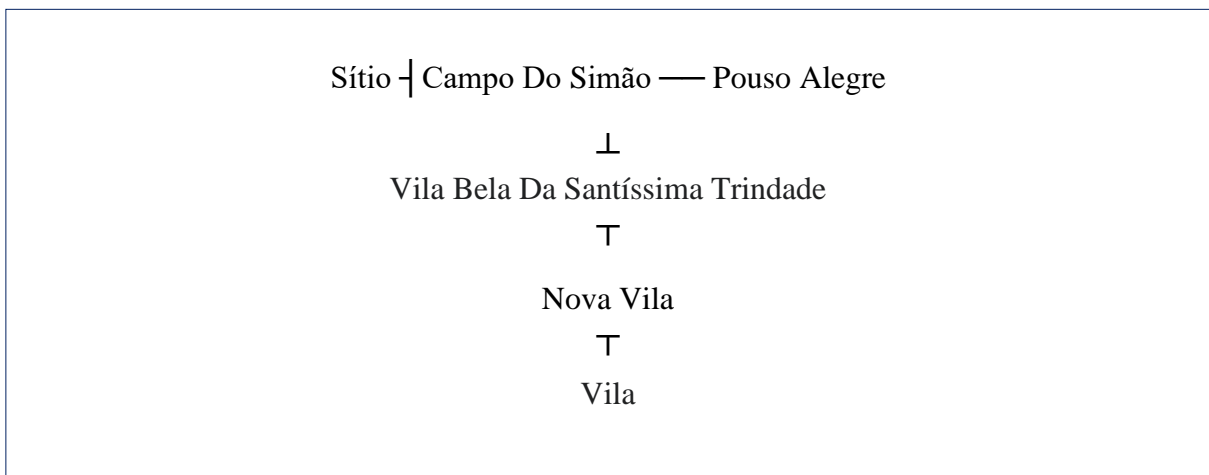 Sítio ┤Campo Do Simão ── Pouso Alegre
┴
Vila Bela Da Santíssima Trindade
┬
Nova Vila
┬
Vila